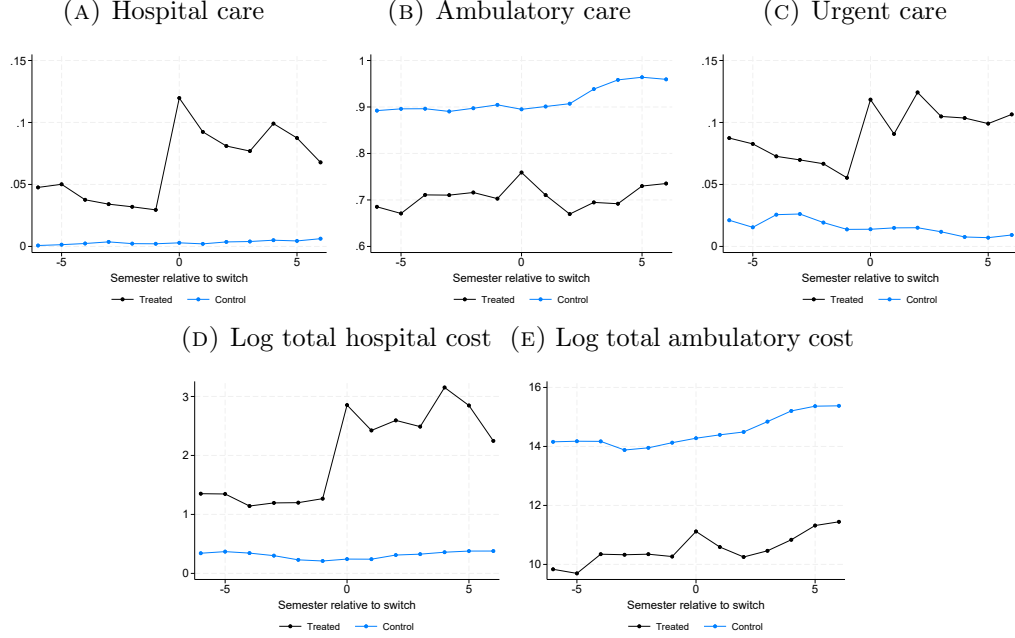 (A) Hospital care
(B) Ambulatory care
(C) Urgent care
.15
.1
.05
0
-5
0
5
Semester relative to switch
Treated
Control
1
.9
.8
.7
.6
-5
0
5
Semester relative to switch
Treated
Control
.15
.1
.05
0
-5
0
5
Semester relative to switch
Treated
Control
(D) Log total hospital cost
(E) Log total ambulatory cost
3
2
1
0
-5
0
5
Semester relative to switch
Treated
Control
16
14
12
10
-5
0
5
Semester relative to switch
Treated
Control